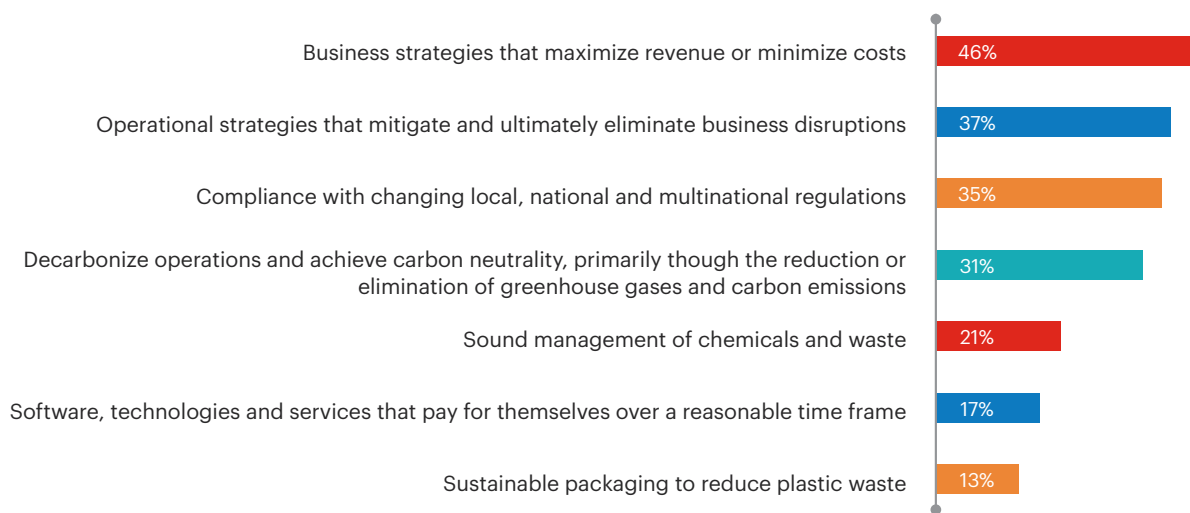 Business strategies that maximize revenue or minimize costs 46%
Operational strategies that mitigate and ultimately eliminate business disruptions 37%
Compliance with changing local, national and multinational regulations 35%
Decarbonize operations and achieve carbon neutrality, primarily though the reduction or
elimination of greenhouse gases and carbon emissions 31%
Sound management of chemicals and waste 21%
Software, technologies and services that pay for themselves over a reasonable time frame 17%
Sustainable packaging to reduce plastic waste 13%